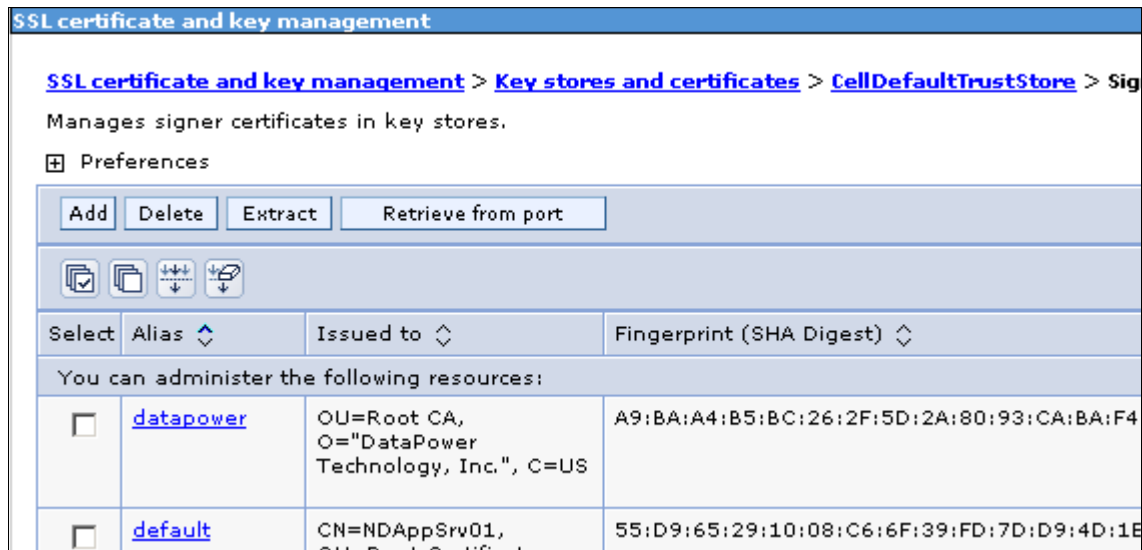 SSL certificate and key management
SSL certificate and key management > Key stores and certificates > CellDefaultTrustStore > Sig
Manages signer certificates in key stores.
Preferences
Add Delete Extract Retrieve from port
Select Alias Issued to Fingerprint (SHA Digest)
You can administer the following resources:
datapower OU=Root CA, A9:BA:A4:B5:BC:26:2F:5D:2A:80:93:CA:BA:F4
O="DataPower
Technology, Inc.", C=US
default CN=NDAppSrv01, 55:D9:65:29:10:08:C6:6F:39:FD:7D:D9:4D:1E